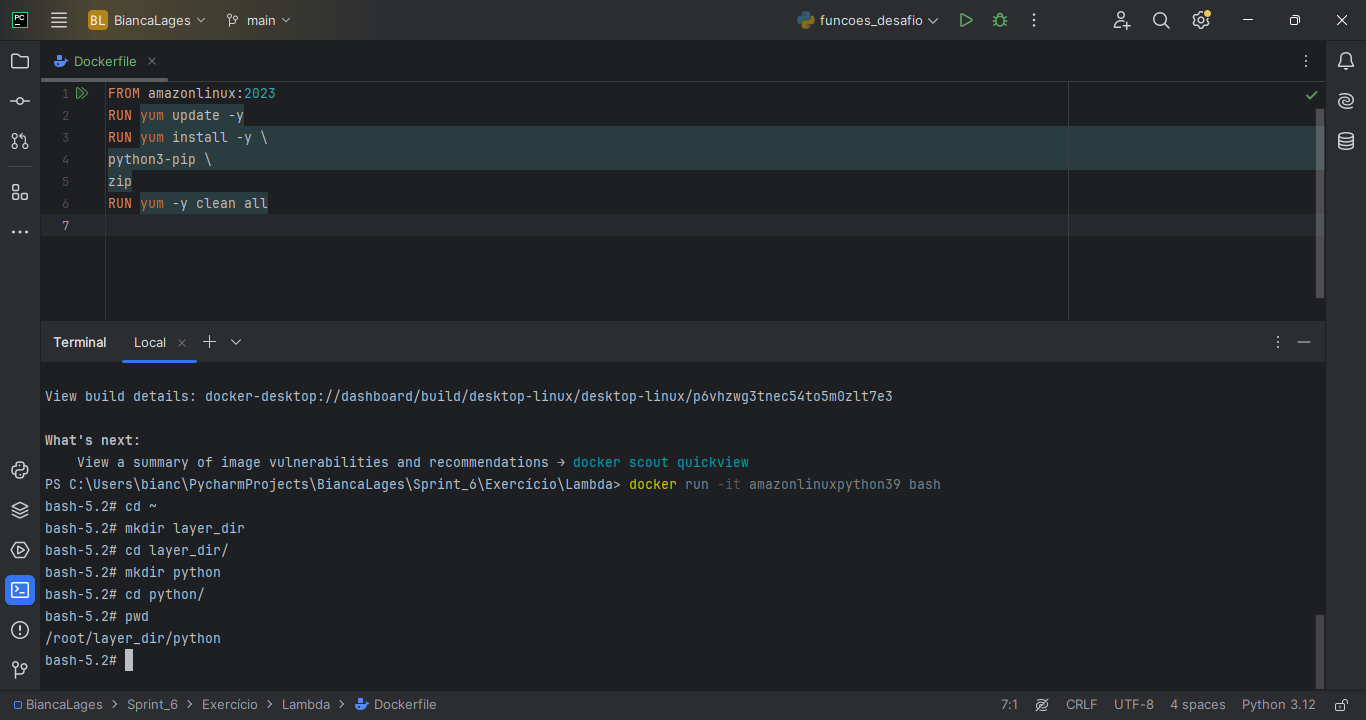 PC BL BiancaLages main funcoes_desafio
Dockerfile
1 FROM amazonlinux:2023
2 RUN yum update -y
3 RUN yum install -y \
4 python3-pip \
5 zip
6 RUN yum -y clean all
7
Terminal Local
View build details: docker-desktop://dashboard/build/desktop-linux/desktop-linux/p6vhzwg3tnec54to5m0zlt7e3
What's next:
View a summary of image vulnerabilities and recommendations → docker scout quickview
PS C:\Users\bianc\PycharmProjects\BiancaLages\Sprint_6\Exercício\Lambda> docker run -it amazonlinuxpython39 bash
bash-5.2# cd ~
bash-5.2# mkdir layer_dir
bash-5.2# cd layer_dir/
bash-5.2# mkdir python
bash-5.2# cd python/
bash-5.2# pwd
/root/layer_dir/python
bash-5.2#
BiancaLages > Sprint_6 > Exercício > Lambda > Dockerfile 7:1 CRLF UTF-8 4 spaces Python 3.12